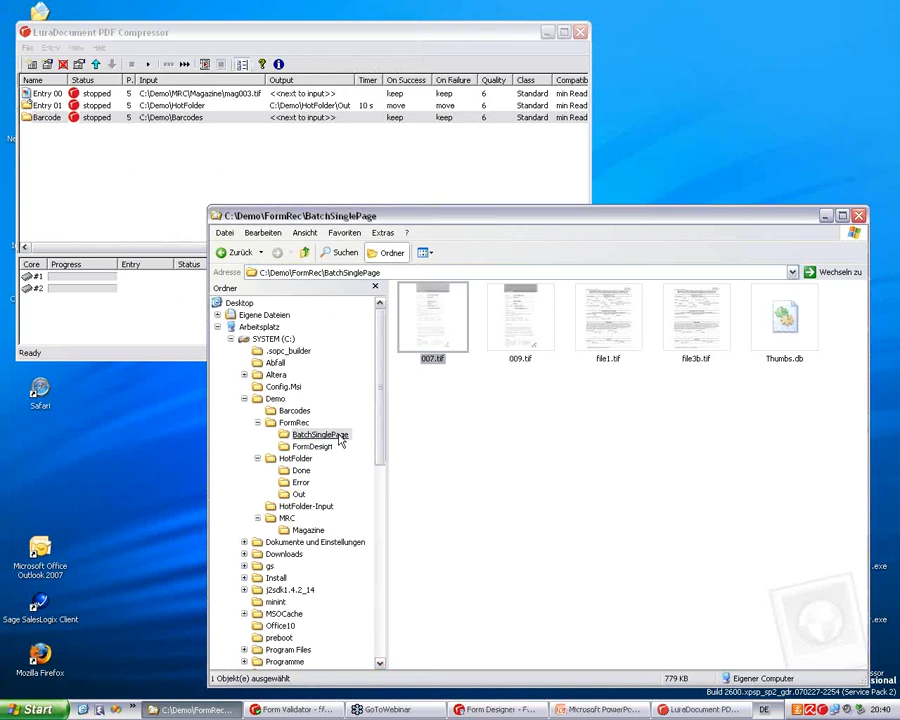 LuraDocument PDF Compressor
File Entry View Help
Name Status P. Input Output Timer On Success On Failure Quality Class Compatib
Entry 00 stopped 5 C:\Demo\MRC\Magazine\mag003.tif <<next to input>> keep keep 6 Standard min Read
Entry 01 stopped 5 C:\Demo\HotFolder C:\Demo\HotFolder\Out 10 s move move 6 Standard min Read
Barcode stopped 5 C:\Demo\Barcodes <<next to input>> keep keep 6 Standard min Read
Core Progress Entry Status
#1
#2
Ready
C:\Demo\FormRec\BatchSinglePage
Datei Bearbeiten Ansicht Favoriten Extras ?
Zurück Suchen Ordner
Adresse C:\Demo\FormRec\BatchSinglePage Wechseln zu
Ordner
Desktop
Eigene Dateien
Arbeitsplatz
SYSTEM (C:)
.sopc_builder
Abfall
Altera
Config.Msi
Demo
Barcodes
FormRec
BatchSinglePage
FormDesign
HotFolder
Done
Error
Out
HotFolder-Input
MRC
Magazine
Dokumente und Einstellungen
Downloads
gs
Install
j2sdk1.4.2_14
minint
MSOCache
Office10
preboot
Program Files
Programme
007.tif 009.tif file1.tif file3b.tif Thumbs.db
1 Objekt(e) ausgewählt 779 KB Eigener Computer
Safari
Microsoft Office Outlook 2007
Sage SalesLogix Client
Mozilla Firefox
.exe
.exe
Build 2600.xpsp_sp2_gdr.070227-2254 (Service Pack 2)
Start C:\Demo\FormRec... Form Validator - f... GoToWebinar Form Designer - F... Microsoft PowerP... LuraDocument PD... DE 20:40